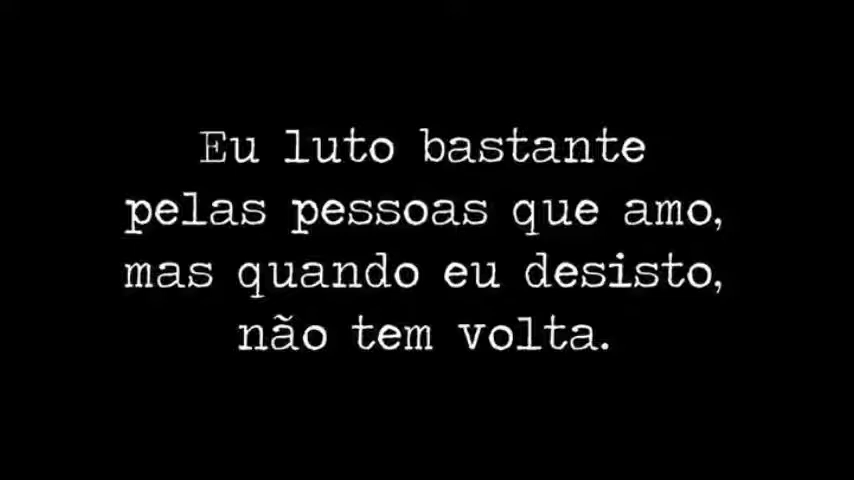 Eu luto bastante
pelas pessoas que amo,
mas quando eu desisto,
não tem volta.